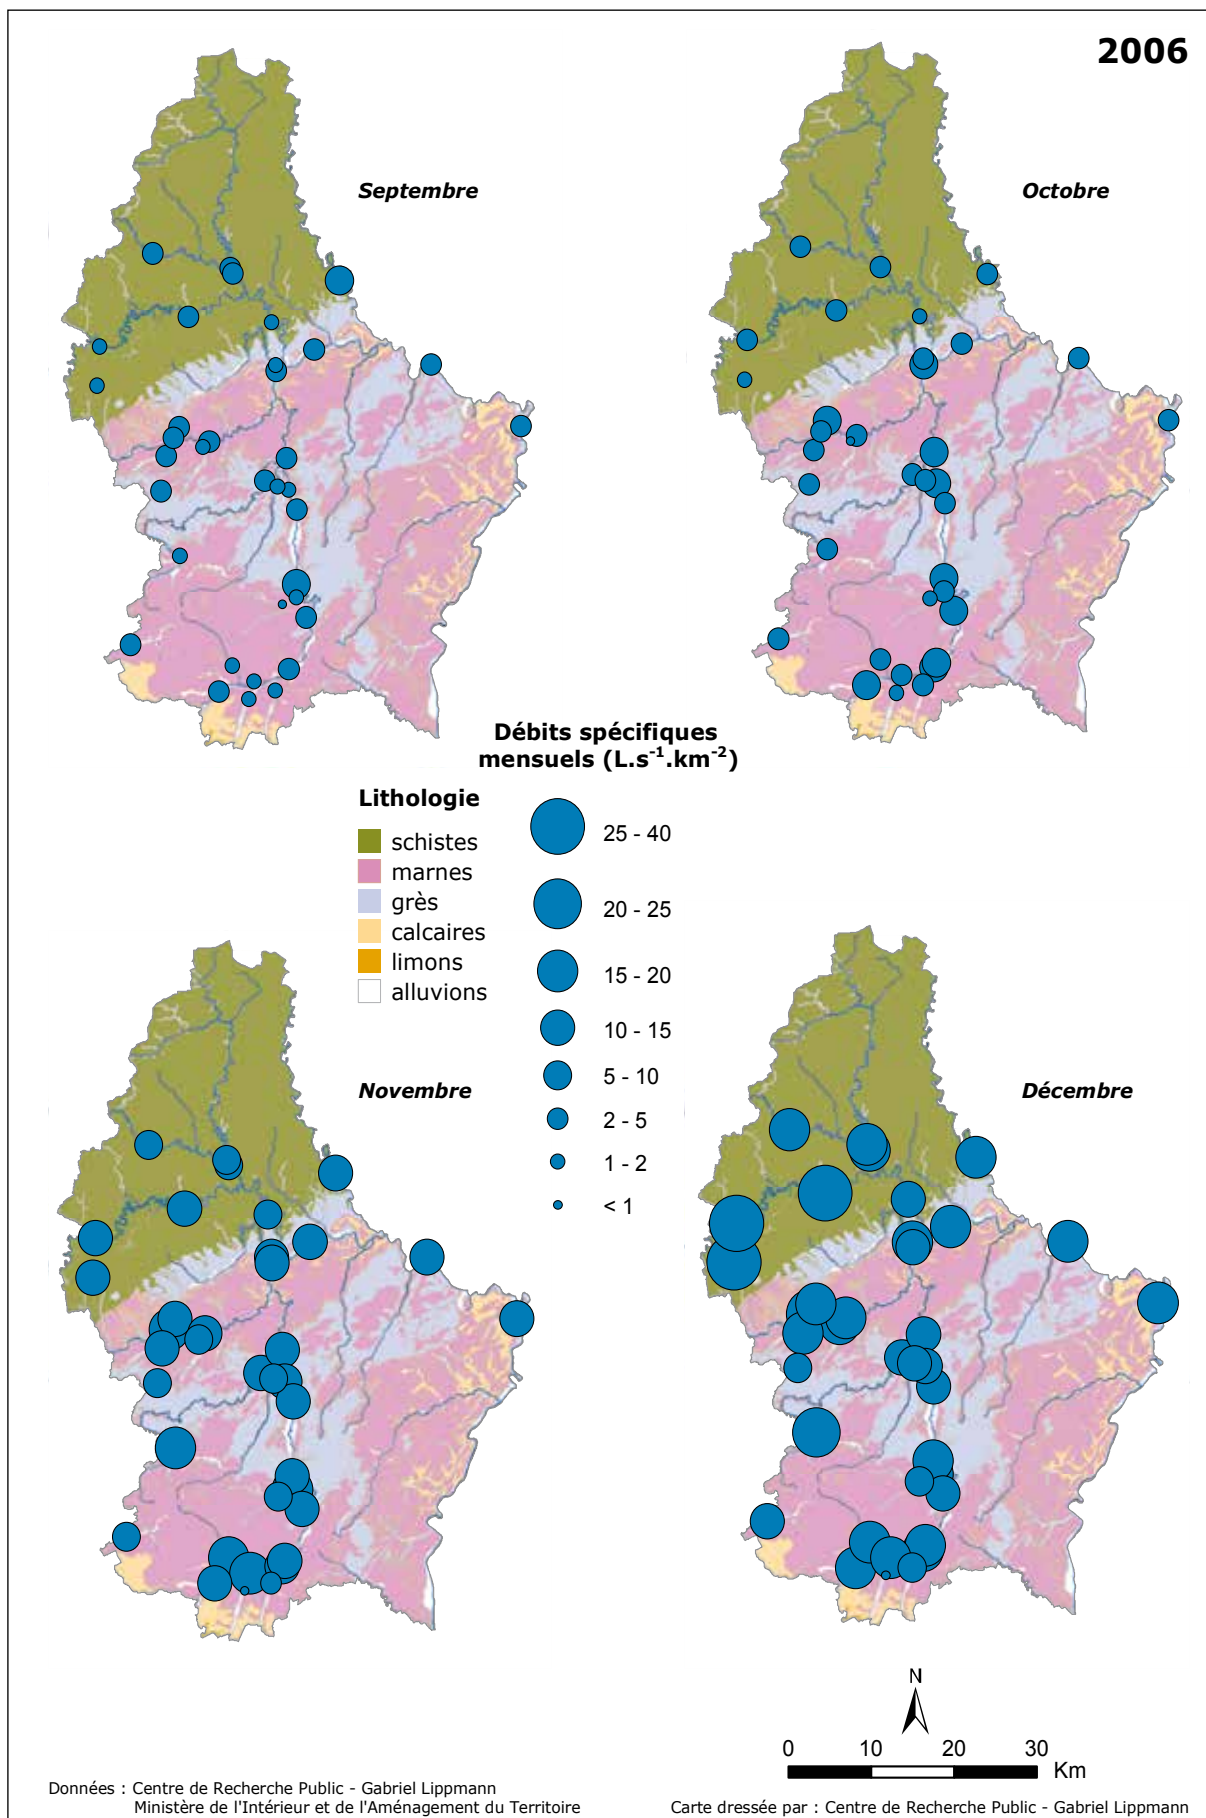 2006
Septembre
Octobre
Débits spécifiques
mensuels (L.s⁻¹.km⁻²)
Lithologie
schistes
marnes
grès
calcaires
limons
alluvions
25 - 40
20 - 25
15 - 20
10 - 15
5 - 10
2 - 5
1 - 2
< 1
Novembre
Décembre
N
0 10 20 30
Km
Données : Centre de Recherche Public - Gabriel Lippmann
Ministère de l'Intérieur et de l'Aménagement du Territoire
Carte dressée par : Centre de Recherche Public - Gabriel Lippmann